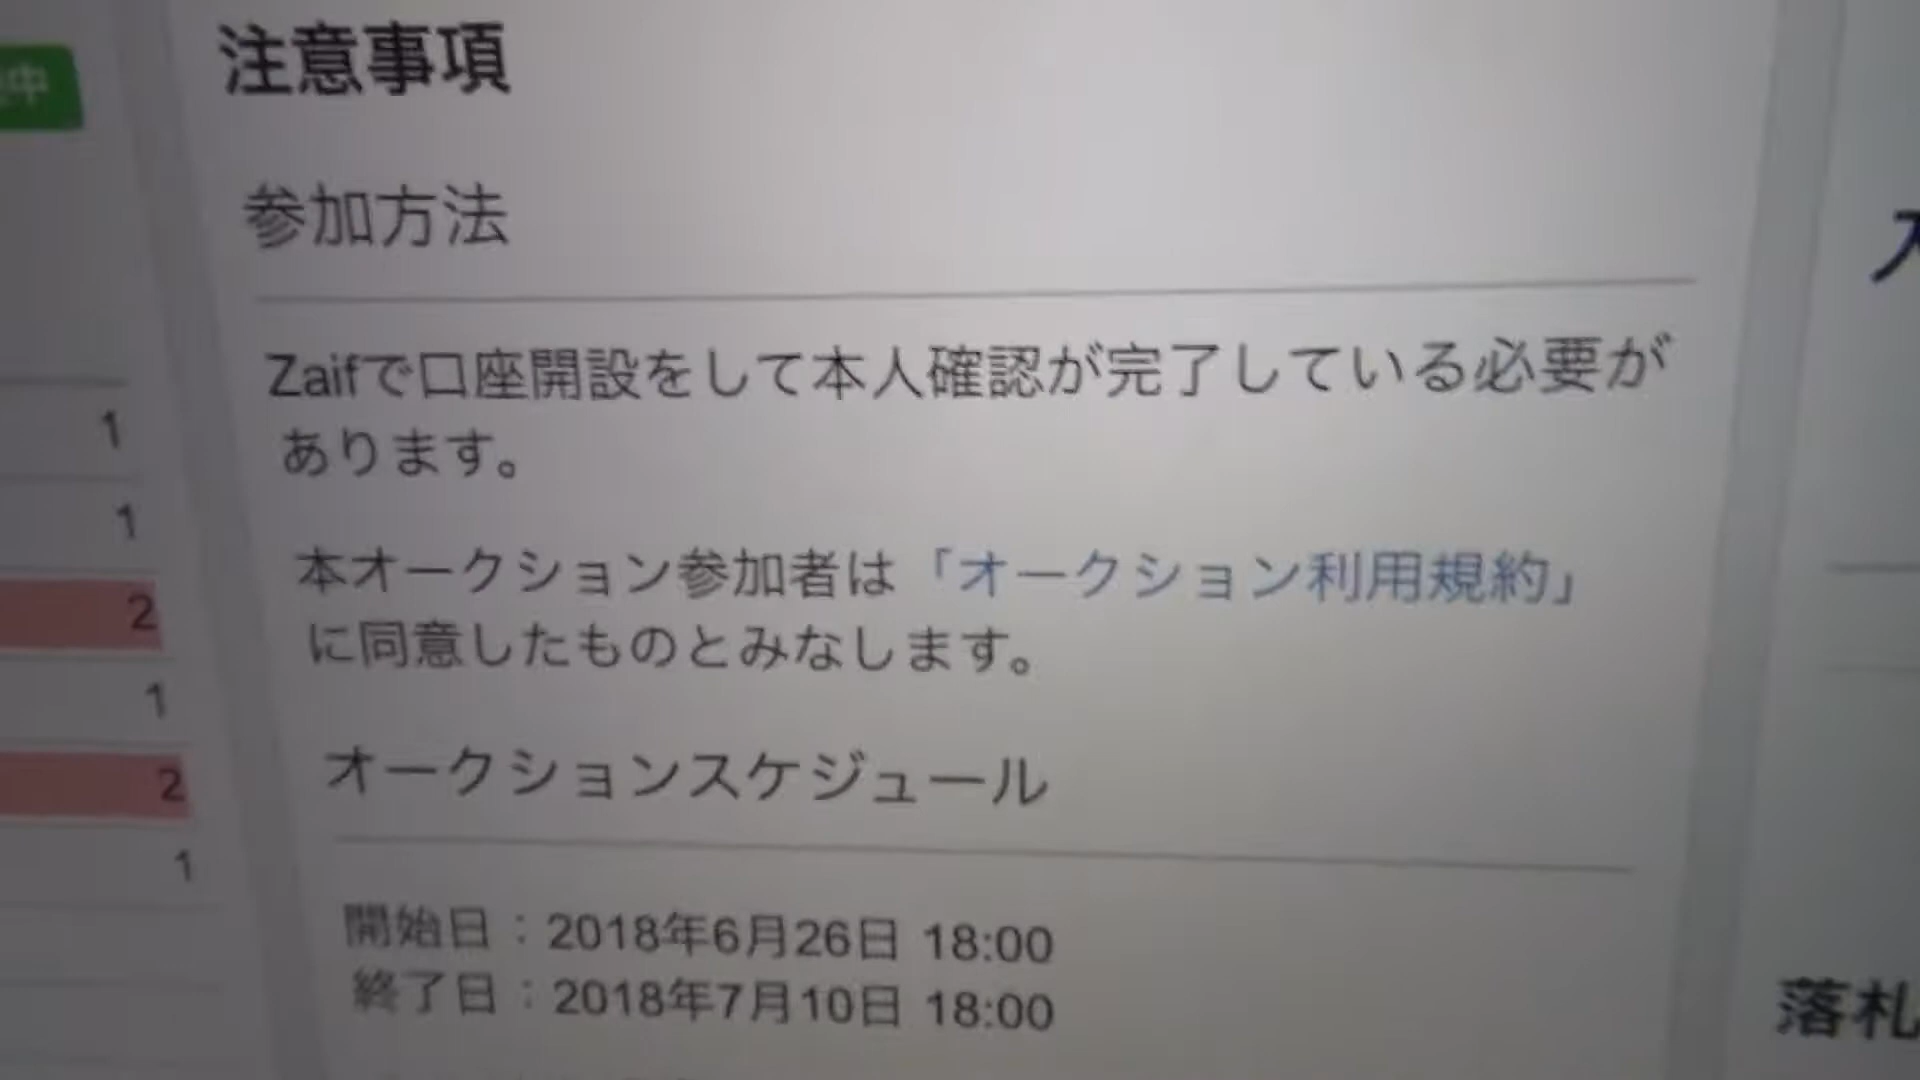 中
1
1
2
1
2
1
注意事項
参加方法
Zaifで口座開設をして本人確認が完了している必要が
あります。
本オークション参加者は「オークション利用規約」
に同意したものとみなします。
オークションスケジュール
開始日：2018年6月26日 18:00
終了日：2018年7月10日 18:00
落札